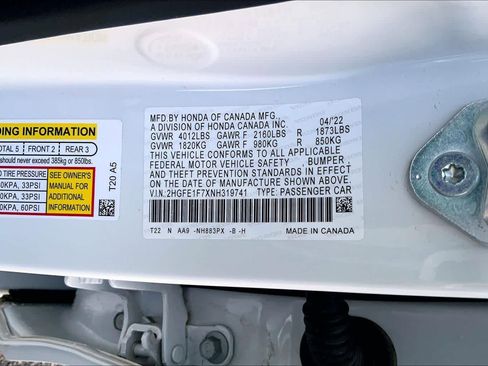 DING INFORMATION
OTAL 5 FRONT 2 REAR 3
should never exceed 385kg or 850lbs.
TIRE PRESSURE
0KPA, 33PSI
0KPA, 33PSI
0KPA, 60PSI
SEE OWNER'S
MANUAL FOR
ADDITIONAL
INFORMATION
T20 A5
MFD.BY HONDA OF CANADA MFG., 04/'22
A DIVISION OF HONDA CANADA INC.
GVWR 4012LBS GAWR F 2160LBS R 1873LBS
GVWR 1820KG GAWR F 980KG R 850KG
THIS VEHICLE CONFORMS TO ALL APPLICABLE
FEDERAL MOTOR VEHICLE SAFETY, BUMPER,
AND THEFT PREVENTION STANDARDS IN EFFECT
ON THE DATE OF MANUFACTURE SHOWN ABOVE.
V.I.N.:2HGFE1F7XNH319741 TYPE: PASSENGER CAR
T22 N AA9 -NH883PX -B -H MADE IN CANADA